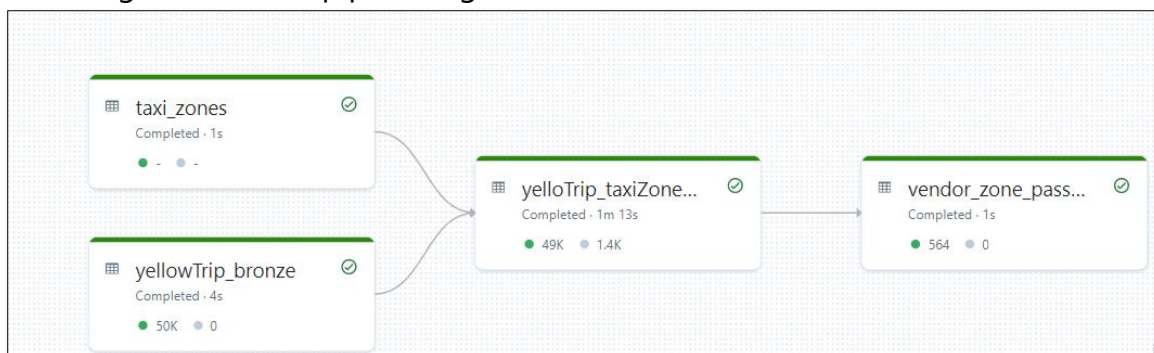 taxi_zones
Completed · 1s
- -
yellowTrip_bronze
Completed · 4s
50K 0
yelloTrip_taxiZone...
Completed · 1m 13s
49K 1.4K
vendor_zone_pass...
Completed · 1s
564 0